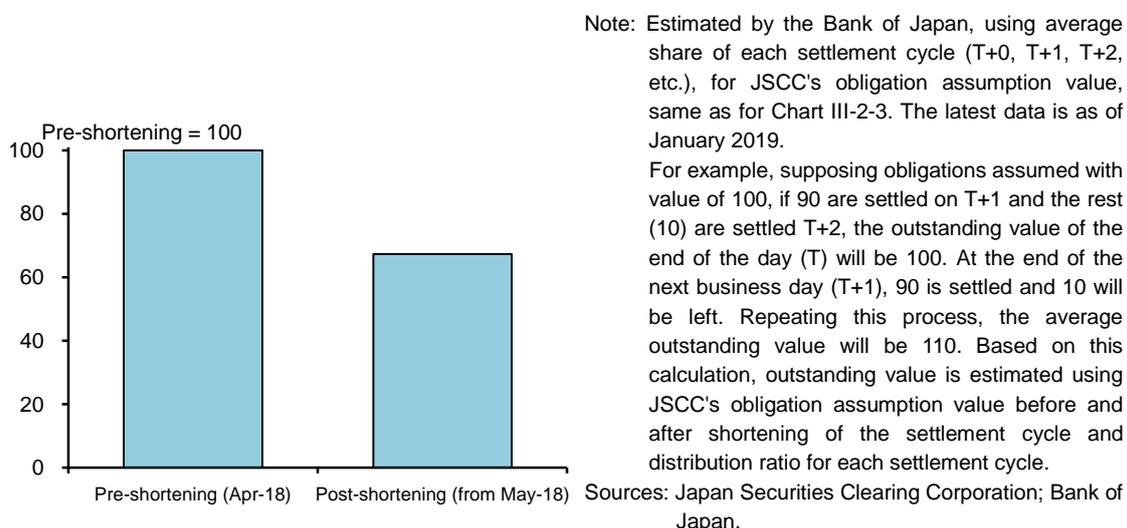 Pre-shortening = 100
100
80
60
40
20
0
Pre-shortening (Apr-18)
Post-shortening (from May-18)
Note: Estimated by the Bank of Japan, using average
share of each settlement cycle (T+0, T+1, T+2,
etc.), for JSCC's obligation assumption value,
same as for Chart III-2-3. The latest data is as of
January 2019.
For example, supposing obligations assumed with
value of 100, if 90 are settled on T+1 and the rest
(10) are settled T+2, the outstanding value of the
end of the day (T) will be 100. At the end of the
next business day (T+1), 90 is settled and 10 will
be left. Repeating this process, the average
outstanding value will be 110. Based on this
calculation, outstanding value is estimated using
JSCC's obligation assumption value before and
after shortening of the settlement cycle and
distribution ratio for each settlement cycle.
Sources: Japan Securities Clearing Corporation; Bank of
Japan.